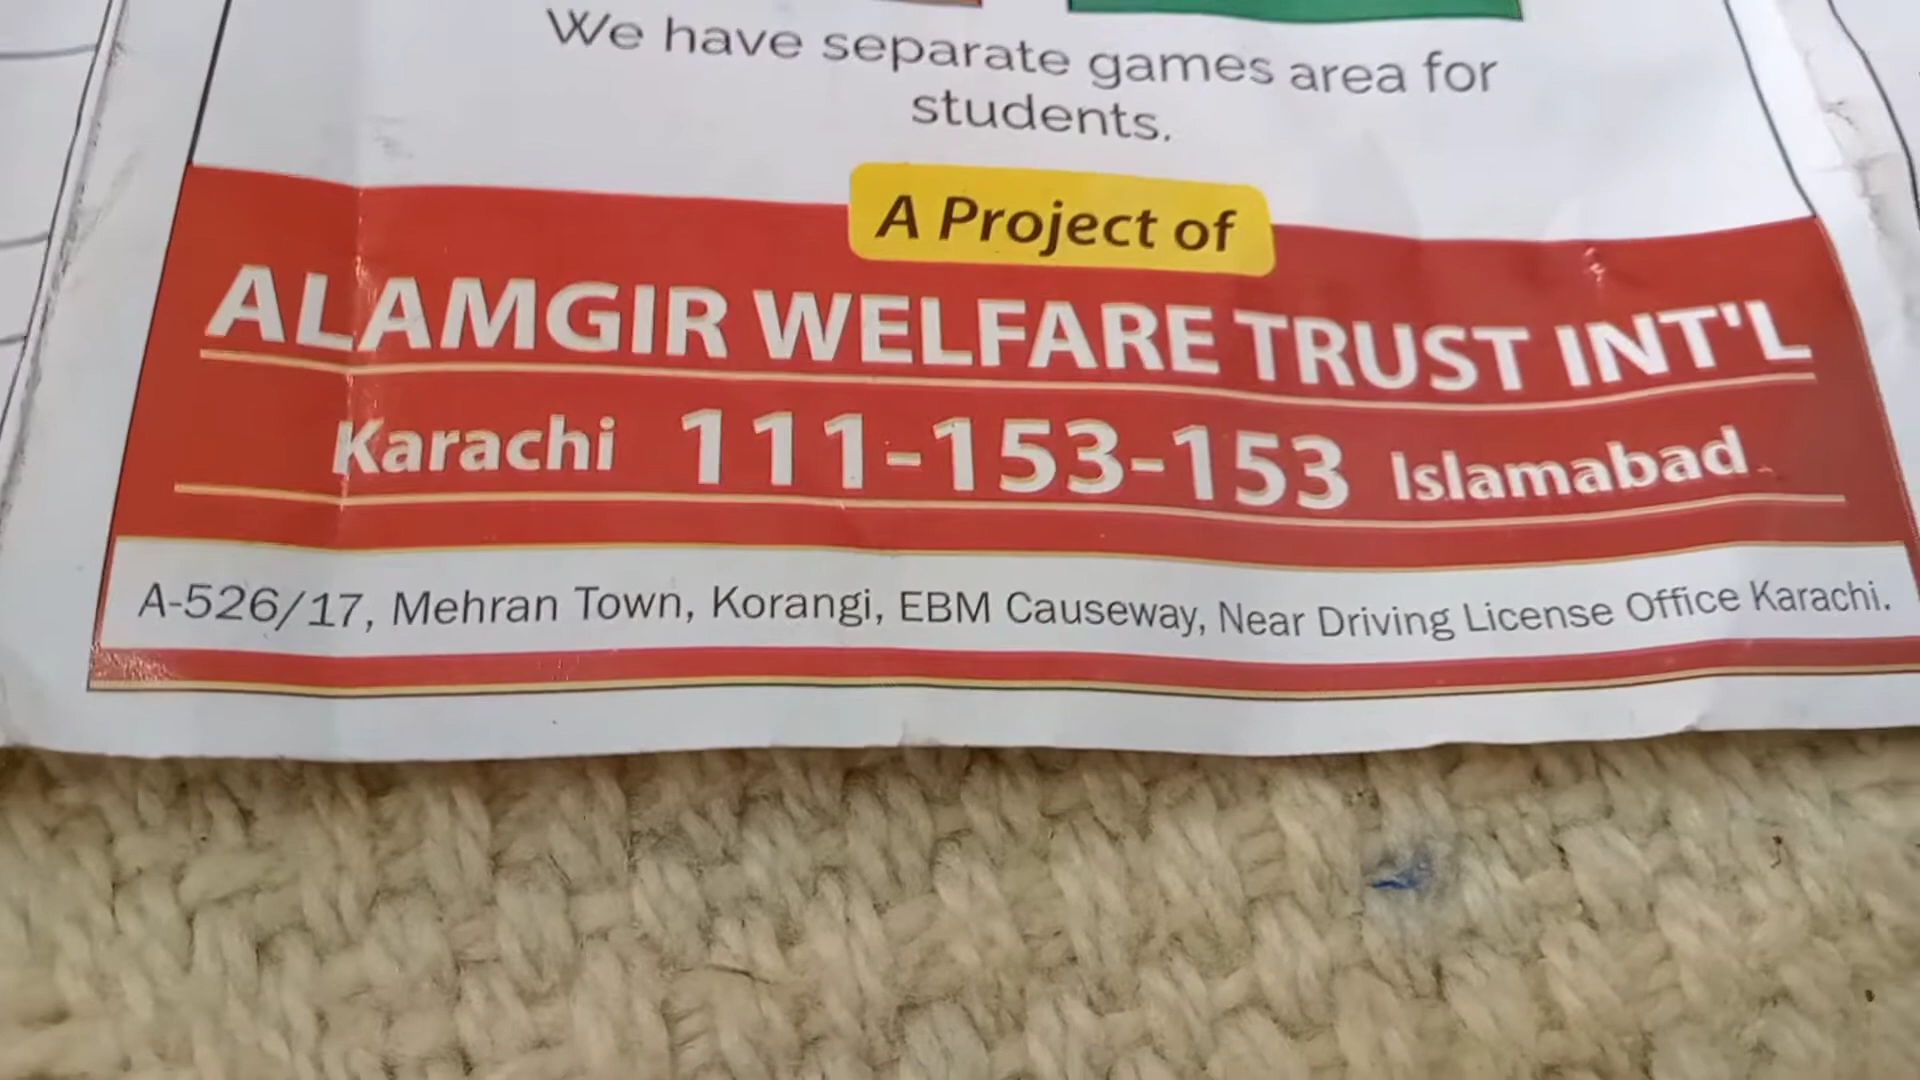 We have separate games area for
students.
A Project of
ALAMGIR WELFARE TRUST INT'L
Karachi 111-153-153 Islamabad
A-526/17, Mehran Town, Korangi, EBM Causeway, Near Driving License Office Karachi.